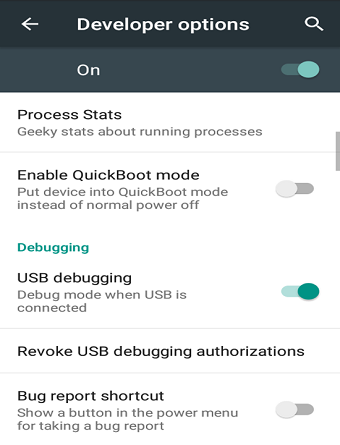 Developer options
On
Process Stats
Geeky stats about running processes
Enable QuickBoot mode
Put device into QuickBoot mode
instead of normal power off
Debugging
USB debugging
Debug mode when USB is
connected
Revoke USB debugging authorizations
Bug report shortcut
Show a button in the power menu
for taking a bug report